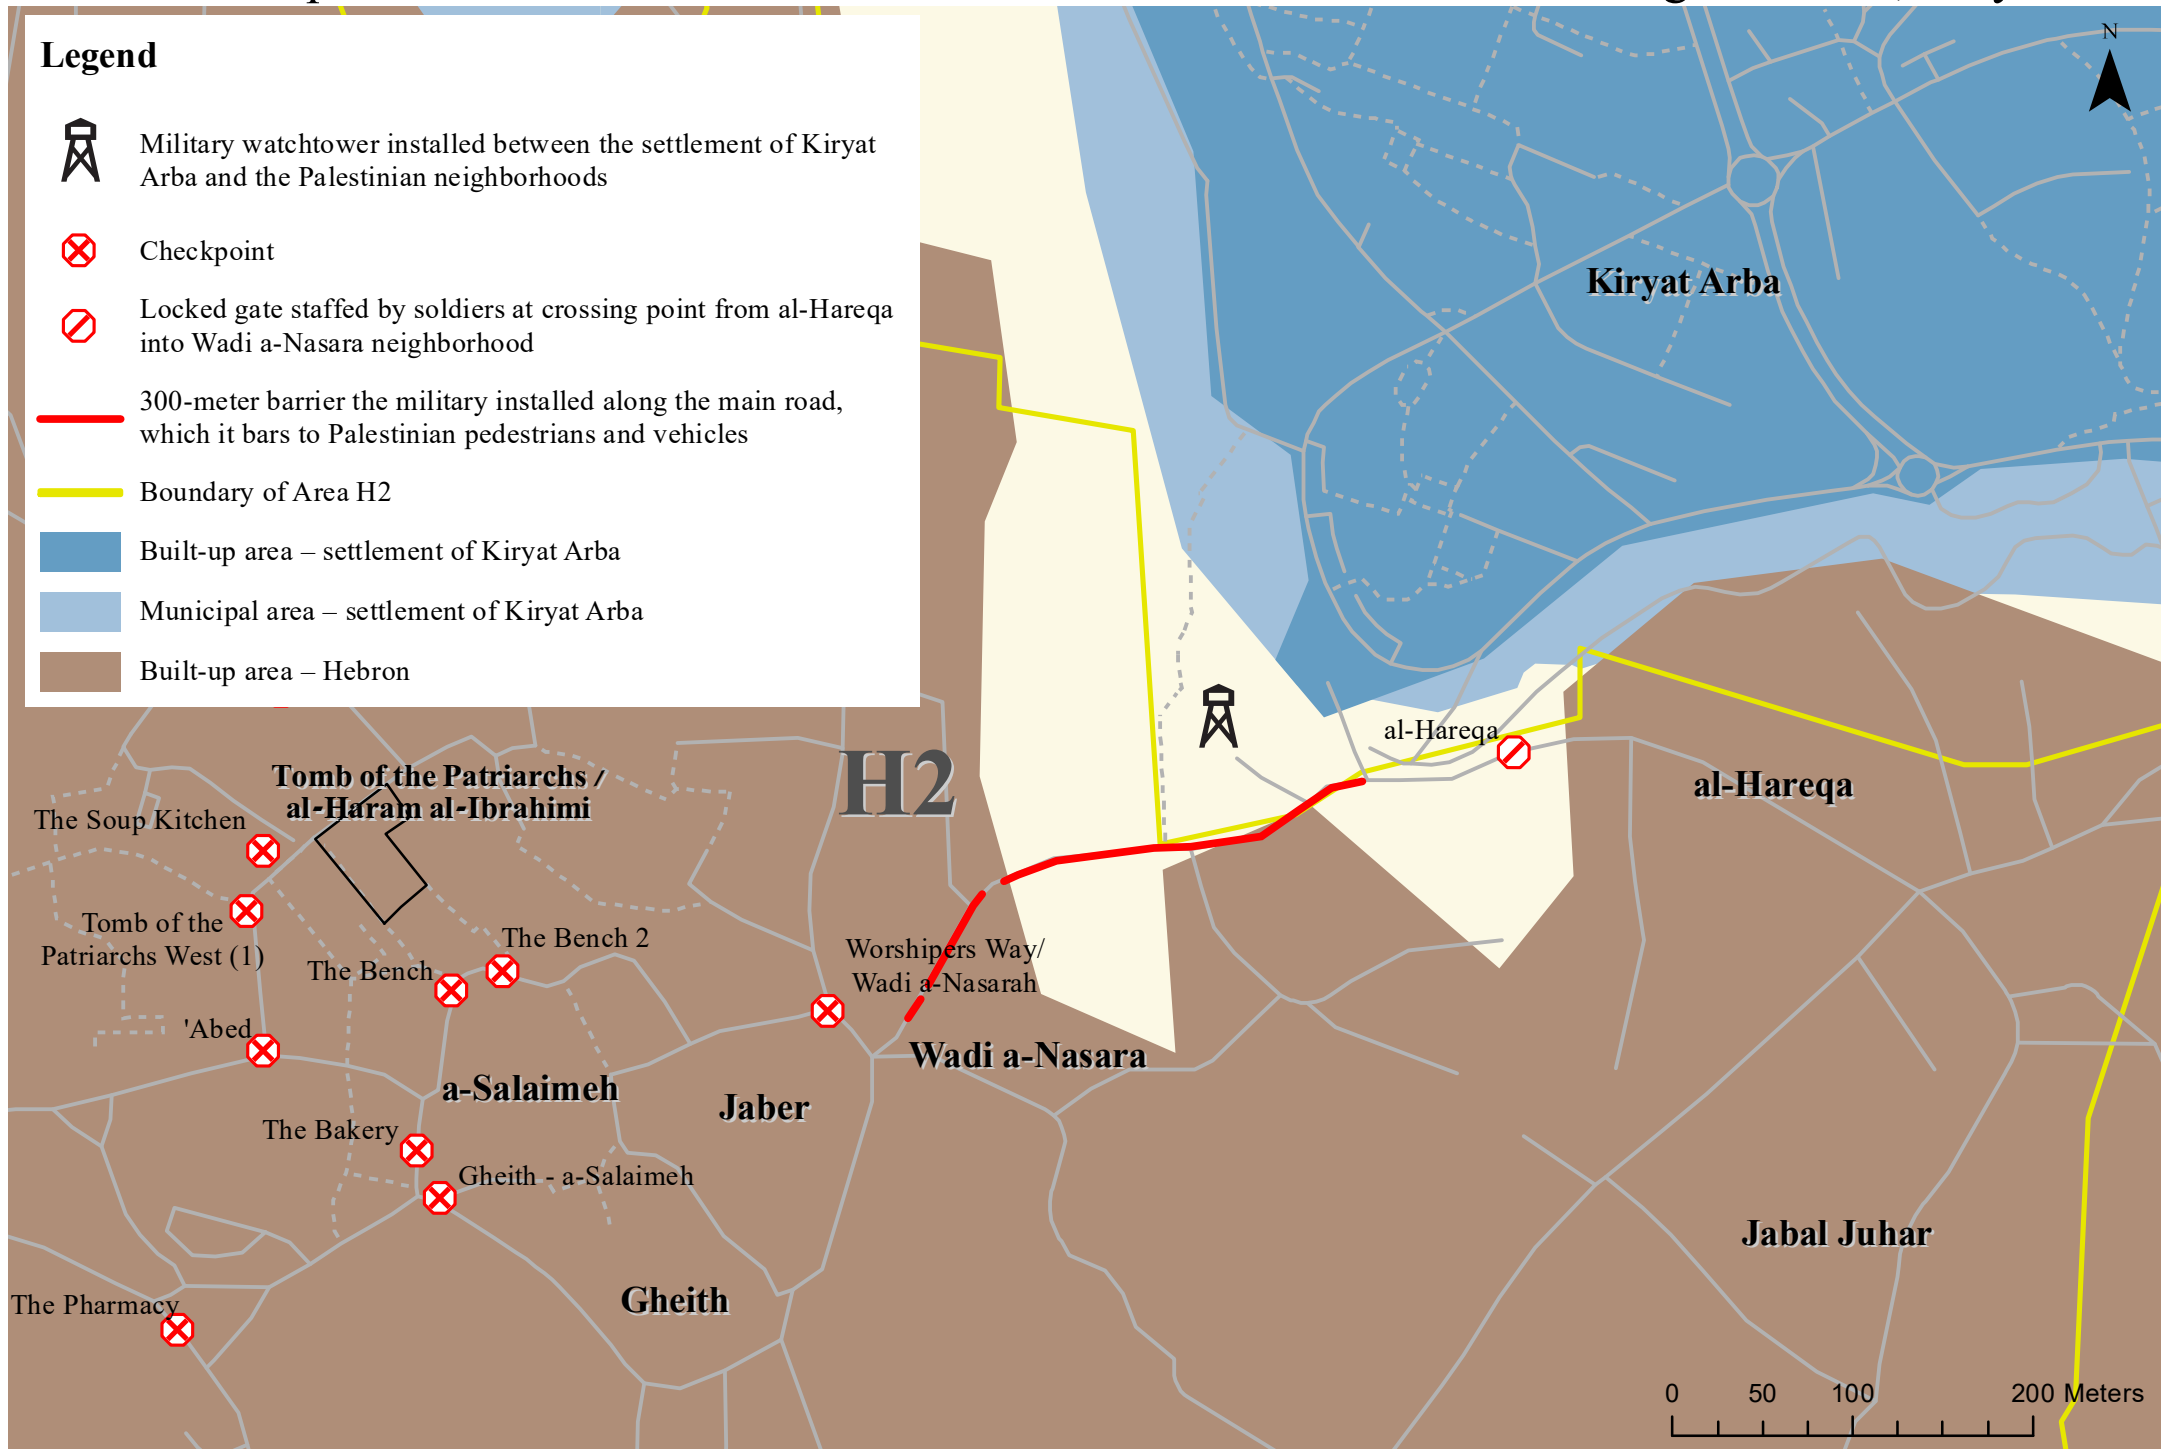 Legend
Military watchtower installed between the settlement of Kiryat
Arba and the Palestinian neighborhoods
Checkpoint
Locked gate staffed by soldiers at crossing point from al-Hareqa
into Wadi a-Nasara neighborhood
300-meter barrier the military installed along the main road,
which it bars to Palestinian pedestrians and vehicles
Boundary of Area H2
Built-up area – settlement of Kiryat Arba
Municipal area – settlement of Kiryat Arba
Built-up area – Hebron
N
Kiryat Arba
al-Hareqa
al-Hareqa
H2
Tomb of the Patriarchs /
al-Haram al-Ibrahimi
The Soup Kitchen
Tomb of the
Patriarchs West (1)
The Bench 2
The Bench
Worshipers Way/
Wadi a-Nasarah
'Abed
Wadi a-Nasara
a-Salaimeh
Jaber
The Bakery
Gheith - a-Salaimeh
Jabal Juhar
Gheith
The Pharmacy
0 50 100 200 Meters